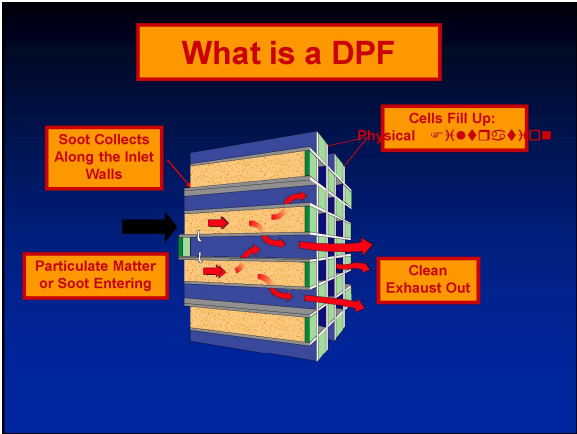 What is a DPF
Cells Fill Up:
Physical ☞♓●⧫❒♋⧫♓□■
Soot Collects
Along the Inlet
Walls
Particulate Matter
or Soot Entering
Clean
Exhaust Out